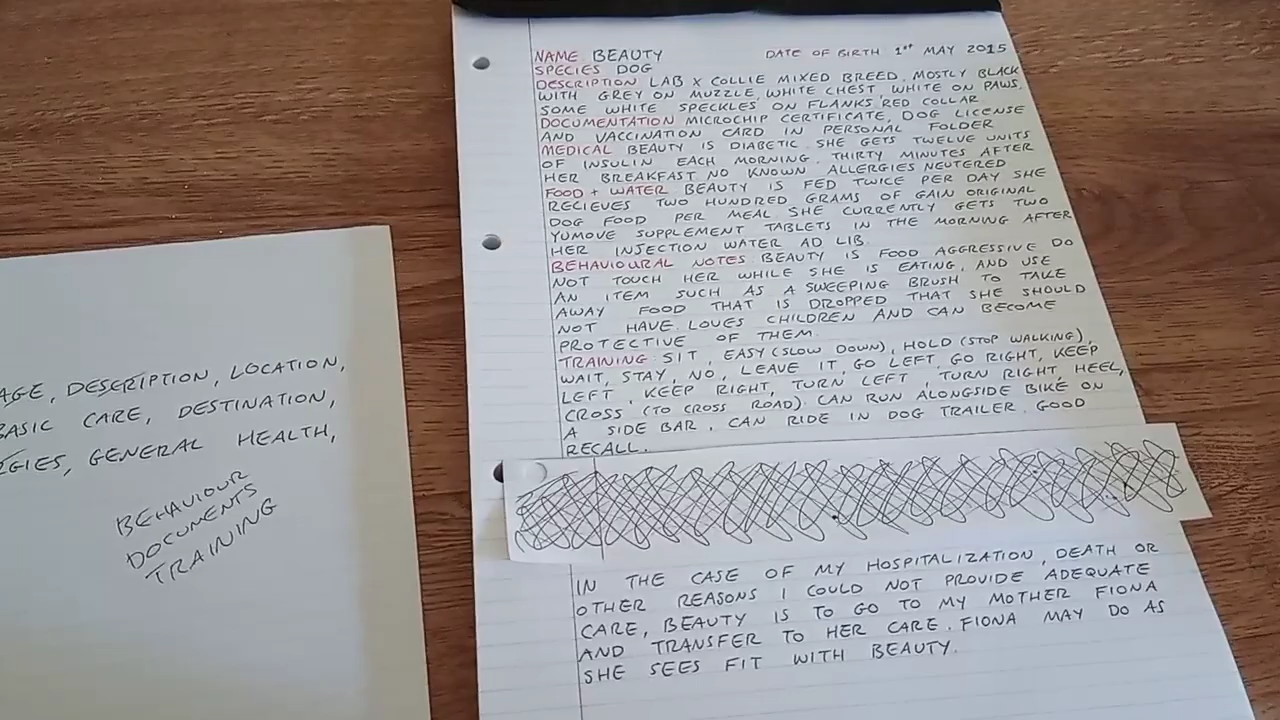 AGE, DESCRIPTION, LOCATION,
BASIC CARE, DESTINATION,
GENERAL HEALTH,
BEHAVIOUR
DOCUMENTS
TRAINING
NAME BEAUTY DATE OF BIRTH 1st MAY 2015
SPECIES DOG
DESCRIPTION LAB X COLLIE MIXED BREED. MOSTLY BLACK
WITH GREY ON MUZZLE, WHITE CHEST, WHITE ON PAWS.
SOME WHITE SPECKLES ON FLANKS RED COLLAR
DOCUMENTATION MICROCHIP CERTIFICATE, DOG LICENSE
AND VACCINATION CARD IN PERSONAL FOLDER
MEDICAL BEAUTY IS DIABETIC. SHE GETS TWELVE UNITS
OF INSULIN EACH MORNING. THIRTY MINUTES AFTER
HER BREAKFAST NO KNOWN ALLERGIES NEUTERED
FOOD + WATER BEAUTY IS FED TWICE PER DAY SHE
RECIEVES TWO HUNDRED GRAMS OF GAIN ORIGINAL
DOG FOOD PER MEAL. SHE CURRENTLY GETS TWO
YUMOVE SUPPLEMENT TABLETS IN THE MORNING AFTER
HER INJECTION WATER AD LIB.
BEHAVIOURAL NOTES BEAUTY IS FOOD AGGRESSIVE DO
NOT TOUCH HER WHILE SHE IS EATING, AND USE
AN ITEM SUCH AS A SWEEPING BRUSH TO TAKE
AWAY FOOD THAT IS DROPPED THAT SHE SHOULD
NOT HAVE. LOVES CHILDREN AND CAN BECOME
PROTECTIVE OF THEM.
TRAINING SIT, EASY (SLOW DOWN), HOLD (STOP WALKING),
WAIT, STAY, NO, LEAVE IT, GO LEFT, GO RIGHT, KEEP
LEFT, KEEP RIGHT, TURN LEFT, TURN RIGHT, HEEL,
CROSS (TO CROSS ROAD). CAN RUN ALONGSIDE BIKE ON
A SIDE BAR, CAN RIDE IN DOG TRAILER. GOOD
RECALL.
IN THE CASE OF MY HOSPITALIZATION, DEATH OR
OTHER REASONS I COULD NOT PROVIDE ADEQUATE
CARE, BEAUTY IS TO GO TO MY MOTHER FIONA
AND TRANSFER TO HER CARE. FIONA MAY DO AS
SHE SEES FIT WITH BEAUTY.